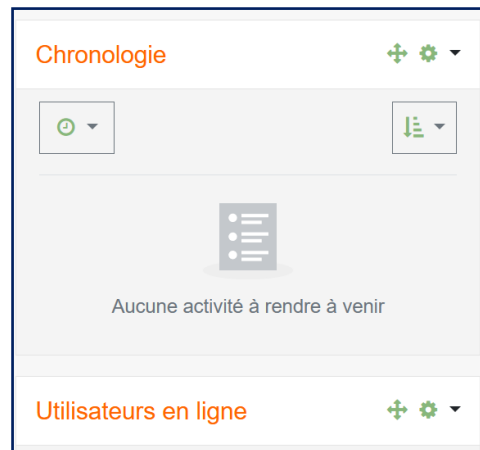 Chronologie
Aucune activité à rendre à venir
Utilisateurs en ligne